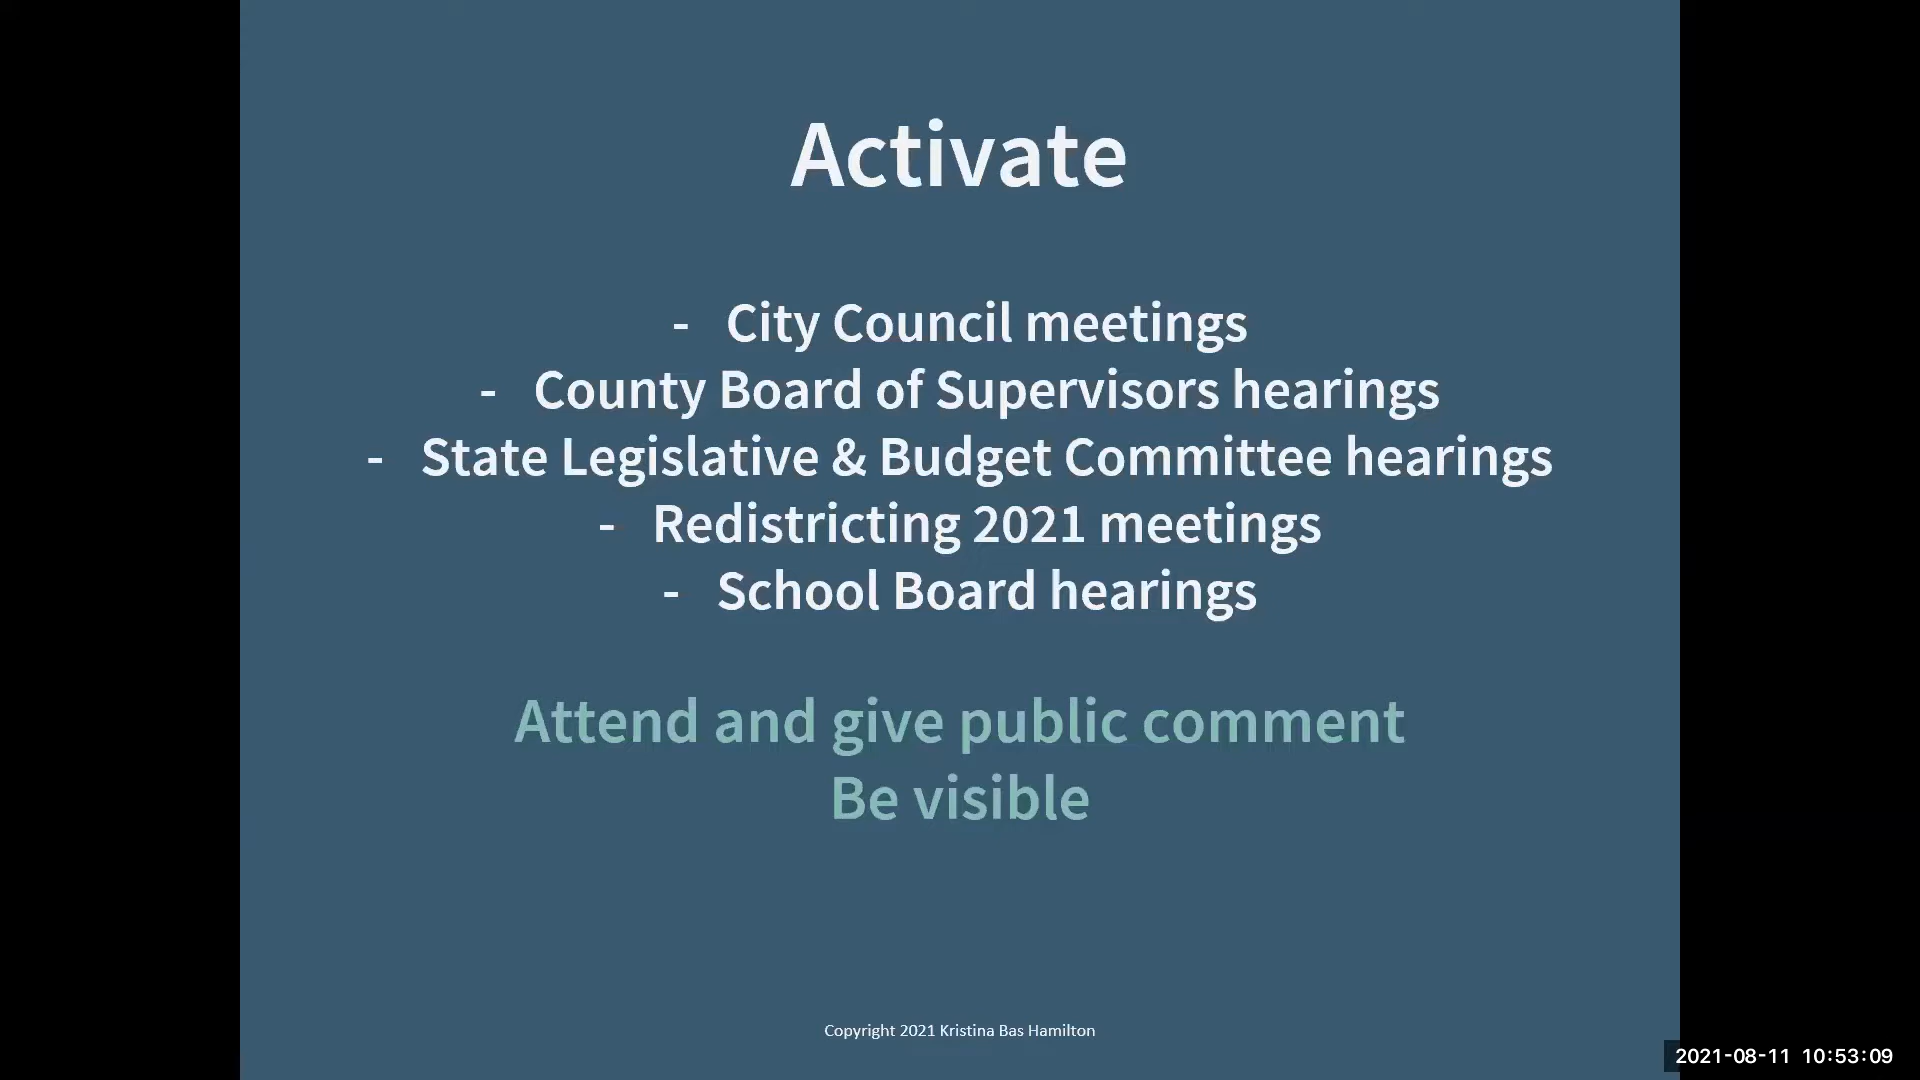 Activate
- City Council meetings
- County Board of Supervisors hearings
- State Legislative & Budget Committee hearings
- Redistricting 2021 meetings
- School Board hearings
Attend and give public comment
Be visible
Copyright 2021 Kristina Bas Hamilton
2021-08-11 10:53:09